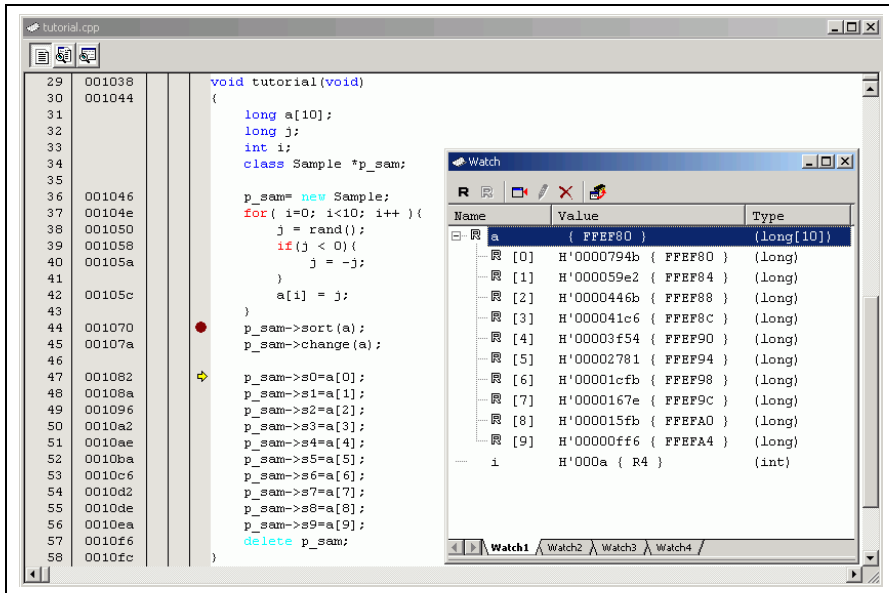 tutorial.cpp
29 001038 void tutorial(void)
30 001044 {
31 long a[10];
32 long j;
33 int i;
34 class Sample *p_sam;
35
36 001046 p_sam= new Sample;
37 00104e for( i=0; i<10; i++ ){
38 001050 j = rand();
39 001058 if(j < 0){
40 00105a j = -j;
41 }
42 00105c a[i] = j;
43 }
44 001070 p_sam->sort(a);
45 00107a p_sam->change(a);
46
47 001082 p_sam->s0=a[0];
48 00108a p_sam->s1=a[1];
49 001096 p_sam->s2=a[2];
50 0010a2 p_sam->s3=a[3];
51 0010ae p_sam->s4=a[4];
52 0010ba p_sam->s5=a[5];
53 0010c6 p_sam->s6=a[6];
54 0010d2 p_sam->s7=a[7];
55 0010de p_sam->s8=a[8];
56 0010ea p_sam->s9=a[9];
57 0010f6 delete p_sam;
58 0010fc }
Watch
R R
Name Value Type
R a { FFEF80 } (long[10])
R [0] H'0000794b { FFEF80 } (long)
R [1] H'000059e2 { FFEF84 } (long)
R [2] H'0000446b { FFEF88 } (long)
R [3] H'000041c6 { FFEF8C } (long)
R [4] H'00003f54 { FFEF90 } (long)
R [5] H'00002781 { FFEF94 } (long)
R [6] H'00001cfb { FFEF98 } (long)
R [7] H'0000167e { FFEF9C } (long)
R [8] H'000015fb { FFEFA0 } (long)
R [9] H'00000ff6 { FFEFA4 } (long)
i H'000a { R4 } (int)
Watch1 Watch2 Watch3 Watch4